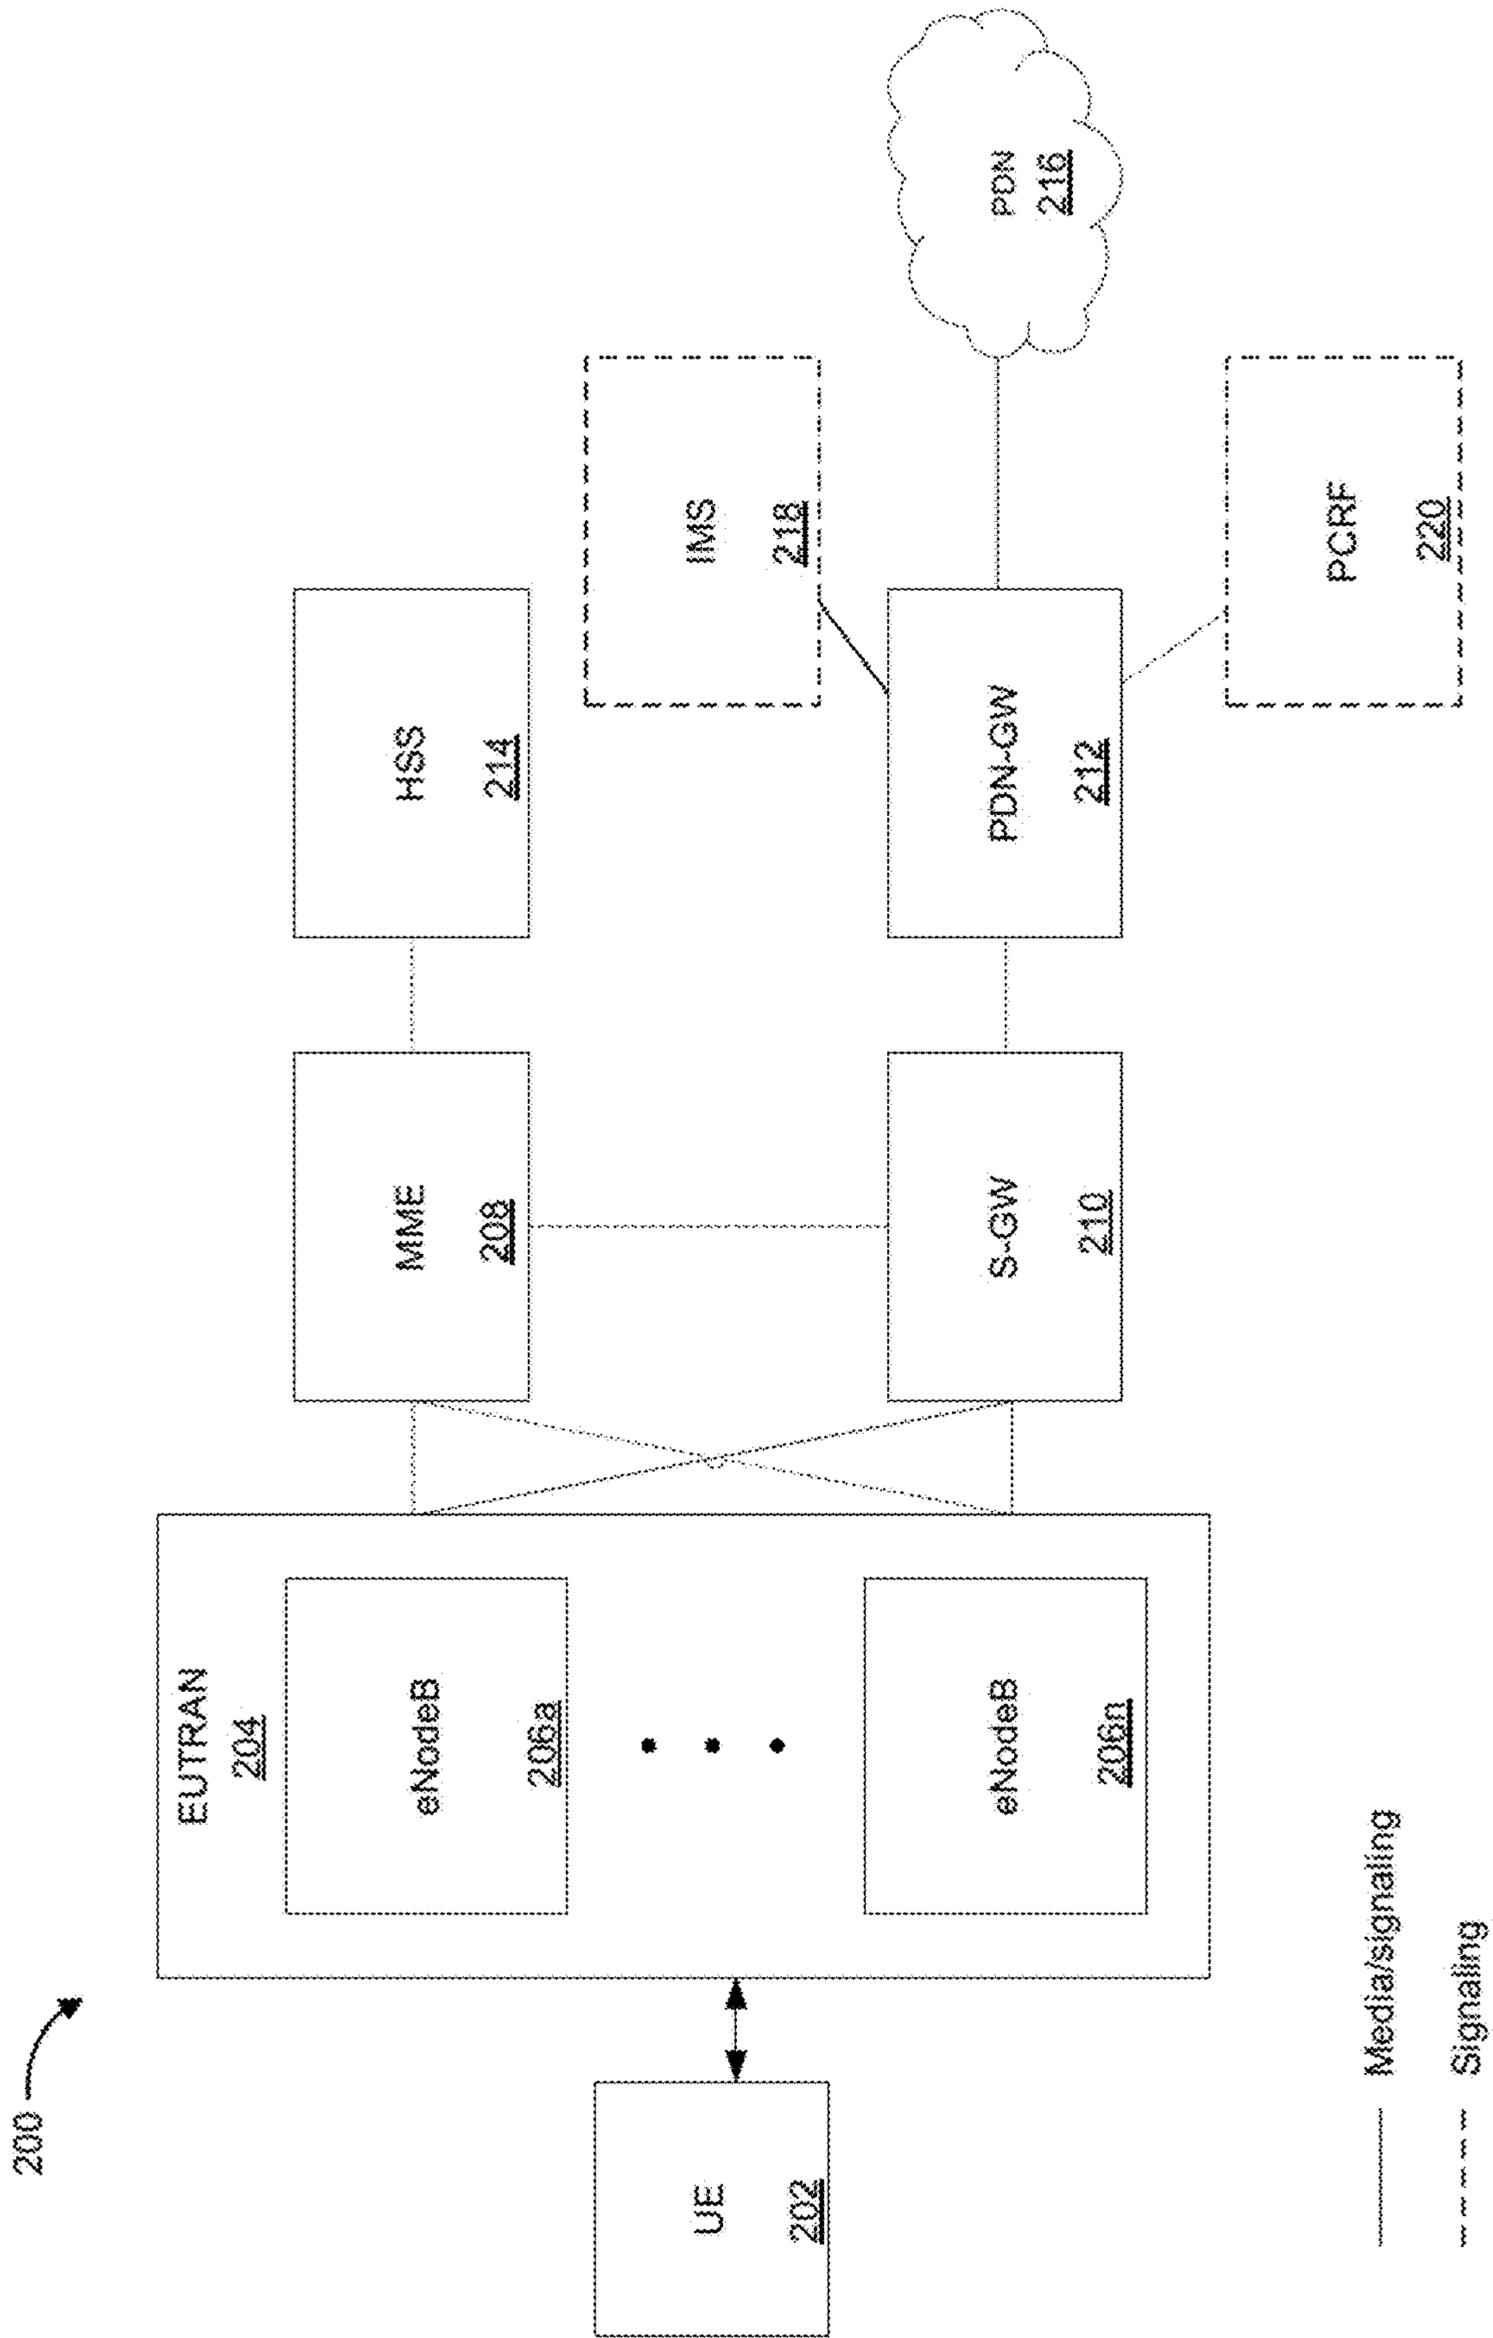 200
UE
202
EUTRAN
204
eNodeB
206a
eNodeB
206n
MME
208
S-GW
210
HSS
214
PDN-GW
212
IMS
218
PCRF
220
PDN
216
Media/signaling
Signaling